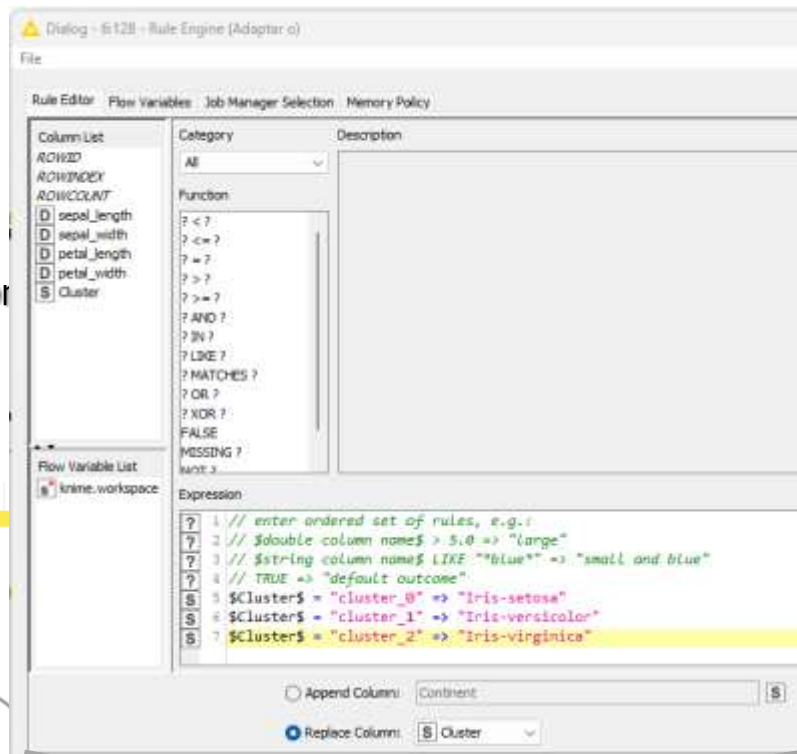 Dialog - 6:128 - Rule Engine (Adaptar o)
File
Rule Editor Flow Variables Job Manager Selection Memory Policy
Column List
ROWID
ROWINDEX
ROWCOUNT
D sepal_length
D sepal_width
D petal_length
D petal_width
S Cluster
Flow Variable List
s knime.workspace
Category
All
Function
? < ?
? <= ?
? = ?
? > ?
? >= ?
? AND ?
? IN ?
? LIKE ?
? MATCHES ?
? OR ?
? XOR ?
FALSE
MISSING ?
NOT ?
Description
Expression
? 1 // enter ordered set of rules, e.g.:
? 2 // $double column name$ > 5.0 => "large"
? 3 // $string column name$ LIKE "*blue*" => "small and blue"
? 4 // TRUE => "default outcome"
S 5 $Cluster$ = "cluster_0" => "Iris-setosa"
S 6 $Cluster$ = "cluster_1" => "Iris-versicolor"
S 7 $Cluster$ = "cluster_2" => "Iris-virginica"
Append Column: Continent S
Replace Column: S Cluster